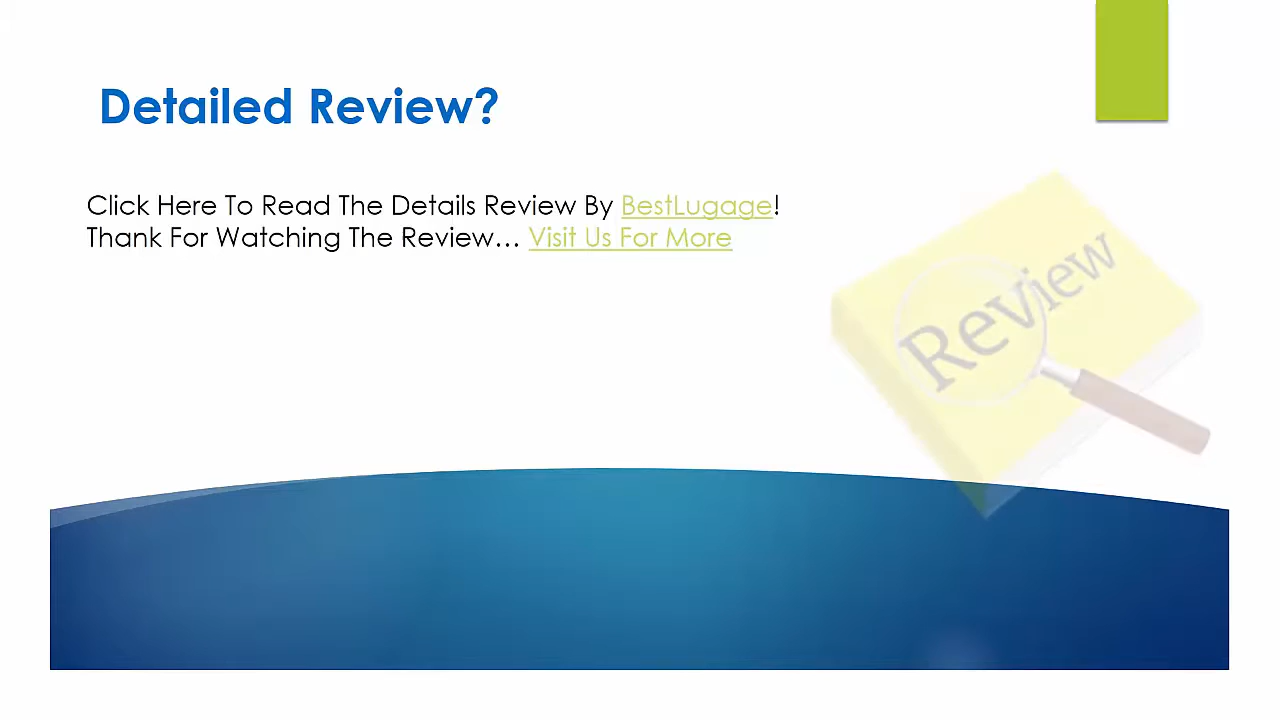 Detailed Review?
Click Here To Read The Details Review By BestLugage!
Thank For Watching The Review… Visit Us For More
Review